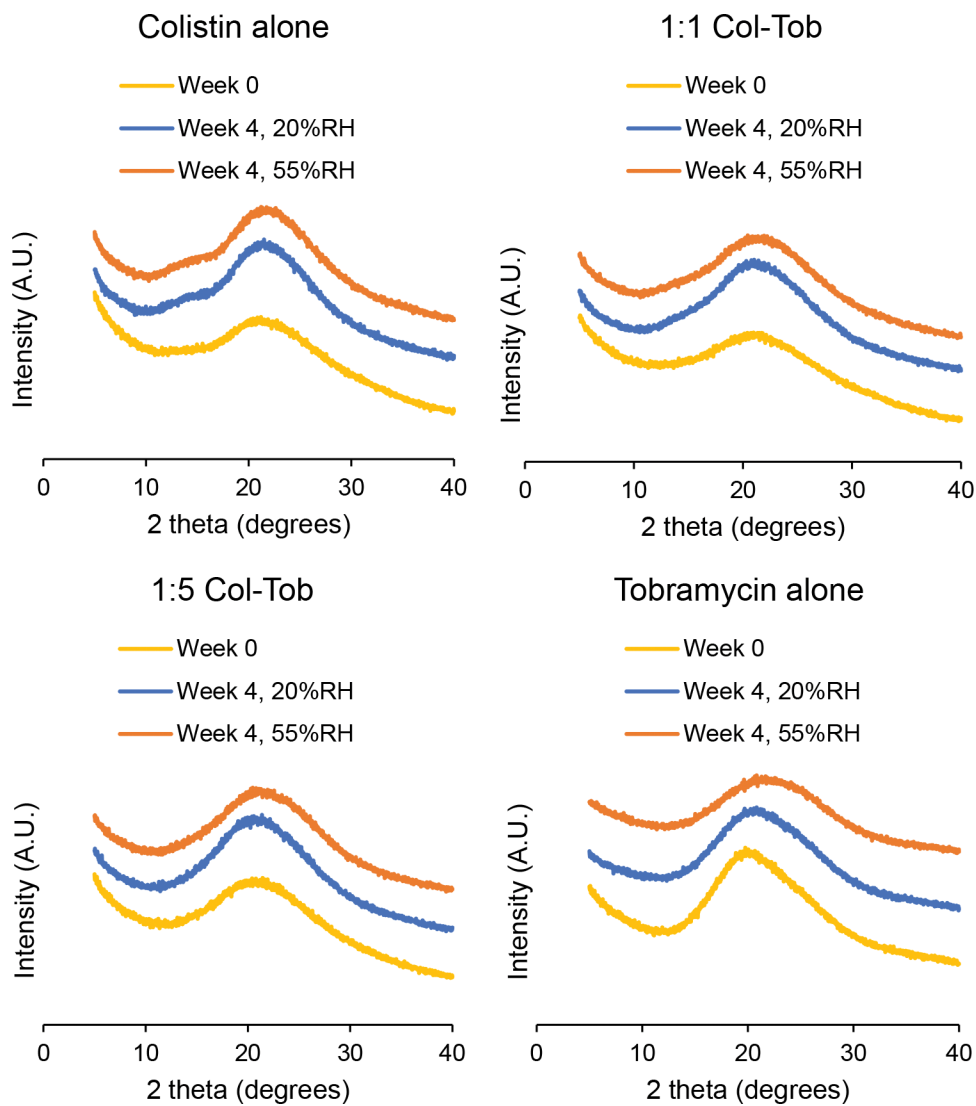 Colistin alone
Week 0
Week 4, 20%RH
Week 4, 55%RH
Intensity (A.U.)
0 10 20 30 40
2 theta (degrees)
1:1 Col-Tob
Week 0
Week 4, 20%RH
Week 4, 55%RH
Intensity (A.U.)
0 10 20 30 40
2 theta (degrees)
1:5 Col-Tob
Week 0
Week 4, 20%RH
Week 4, 55%RH
Intensity (A.U.)
0 10 20 30 40
2 theta (degrees)
Tobramycin alone
Week 0
Week 4, 20%RH
Week 4, 55%RH
Intensity (A.U.)
0 10 20 30 40
2 theta (degrees)